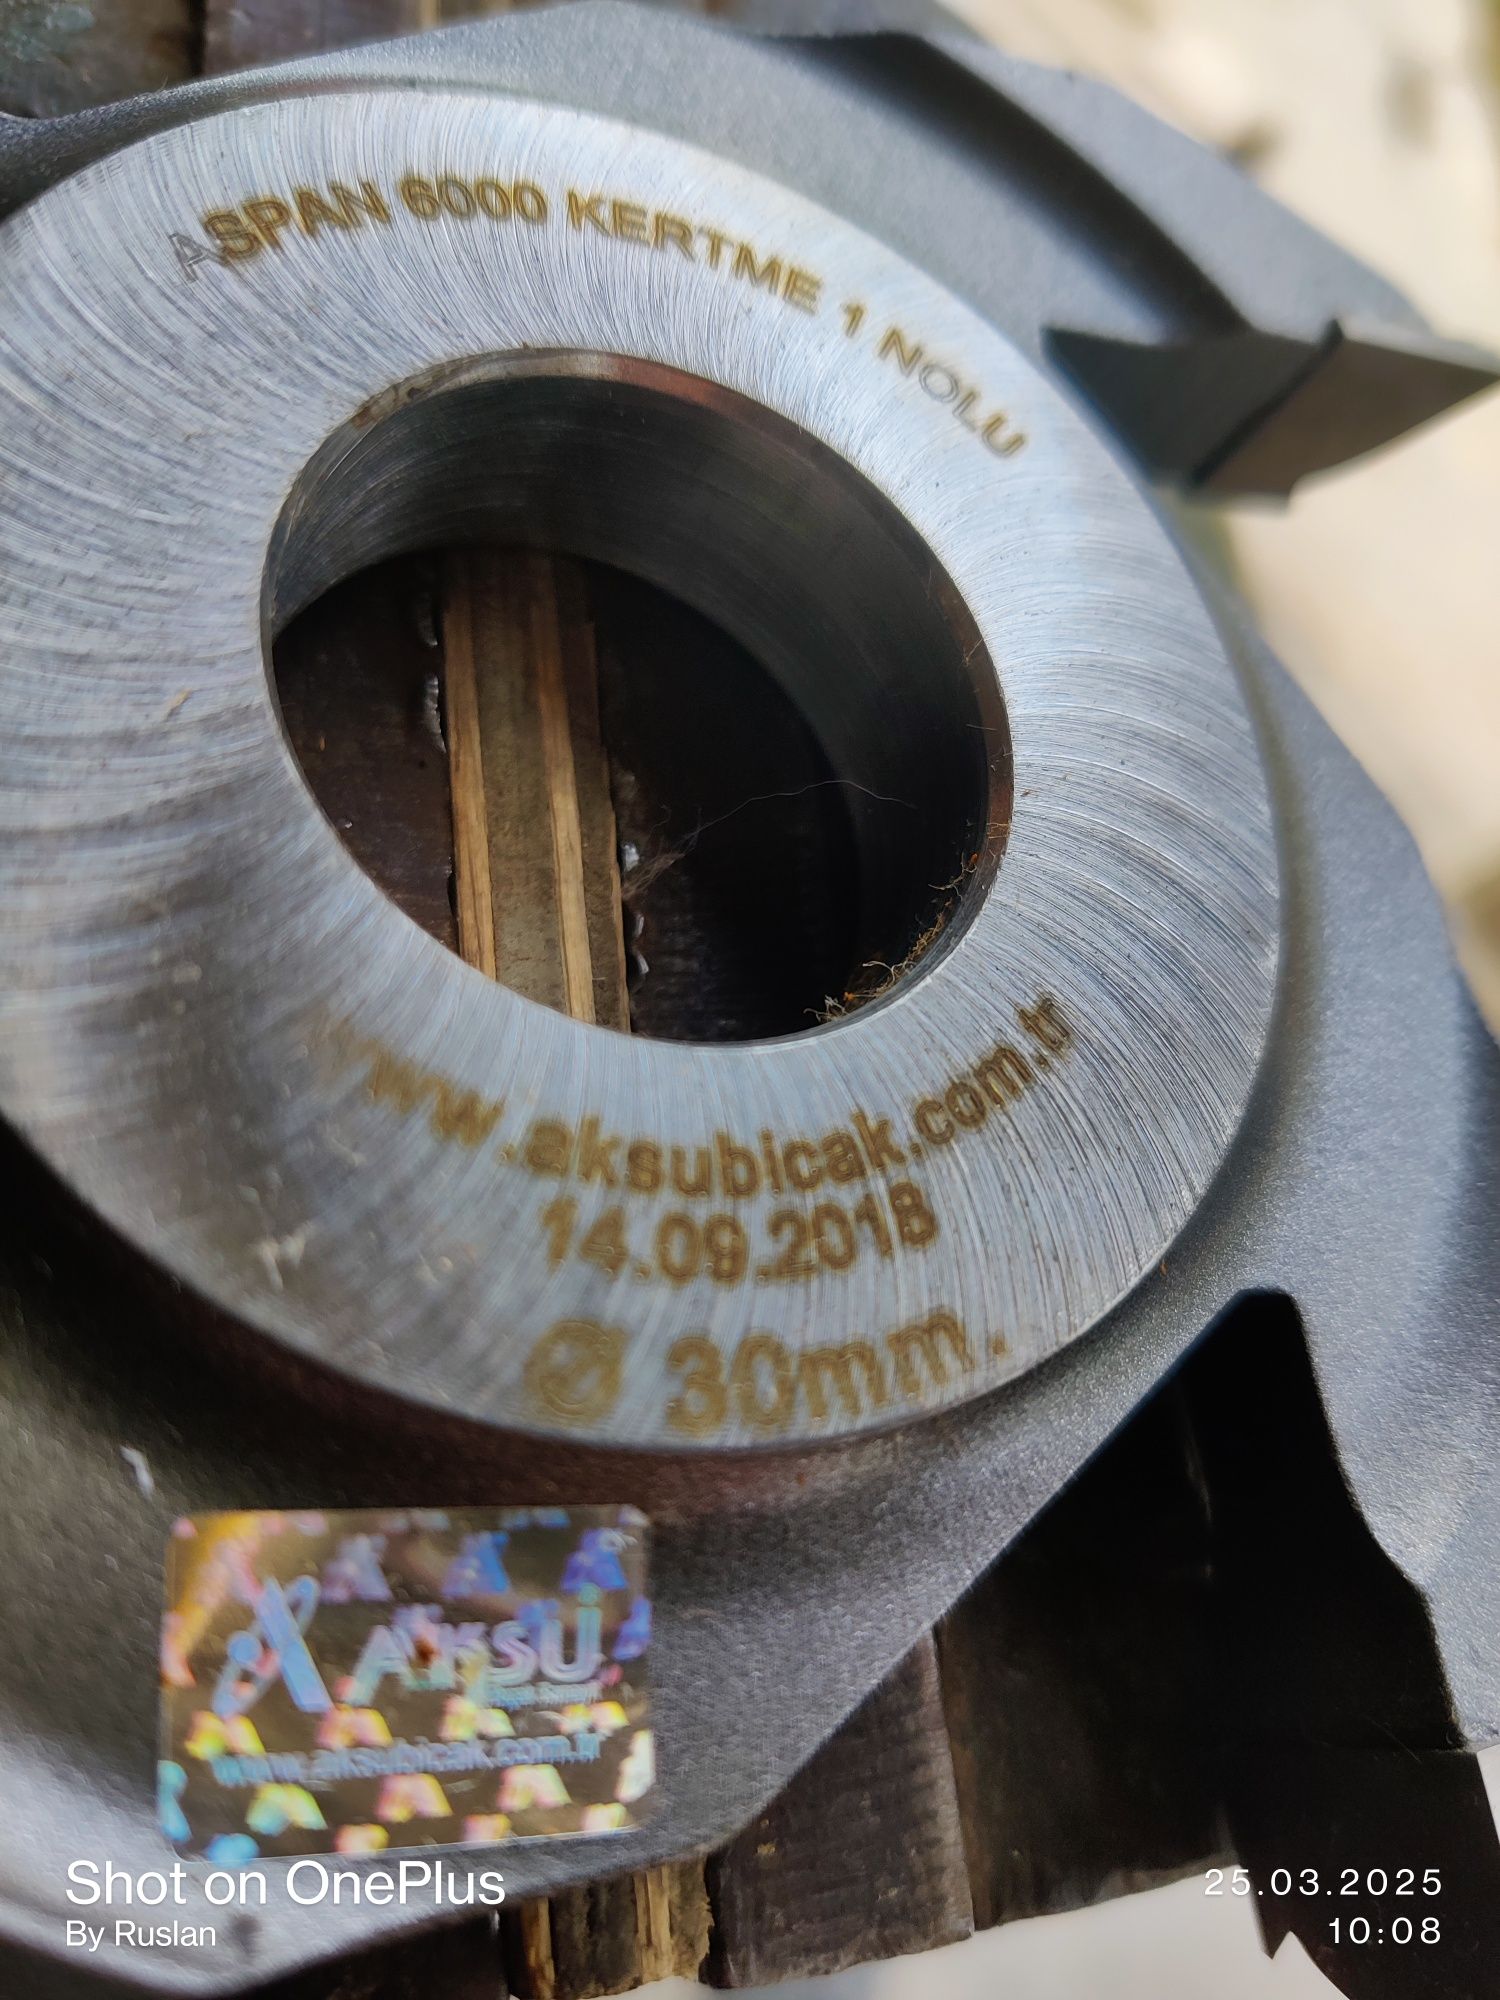 ASPAN 6000 KERTME 1 NOLU
www.aksubicak.com.tr
14.09.2018
Ø 30mm.
AKSU
www.aksubicak.com.tr
Shot on OnePlus
By Ruslan
25.03.2025
10:08